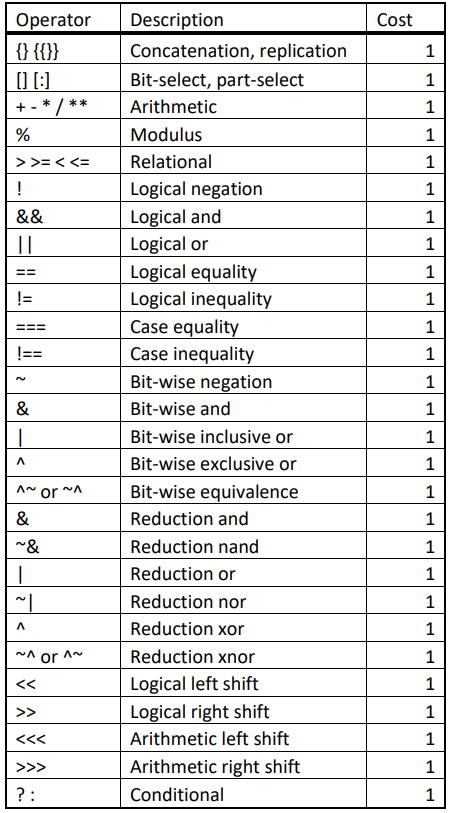 Operator Description Cost
{} {{}} Concatenation, replication 1
[] [:] Bit-select, part-select 1
+ - * / ** Arithmetic 1
% Modulus 1
> >= < <= Relational 1
! Logical negation 1
&& Logical and 1
|| Logical or 1
== Logical equality 1
!= Logical inequality 1
=== Case equality 1
!== Case inequality 1
~ Bit-wise negation 1
& Bit-wise and 1
| Bit-wise inclusive or 1
^ Bit-wise exclusive or 1
^~ or ~^ Bit-wise equivalence 1
& Reduction and 1
~& Reduction nand 1
| Reduction or 1
~| Reduction nor 1
^ Reduction xor 1
~^ or ^~ Reduction xnor 1
<< Logical left shift 1
>> Logical right shift 1
<<< Arithmetic left shift 1
>>> Arithmetic right shift 1
? : Conditional 1